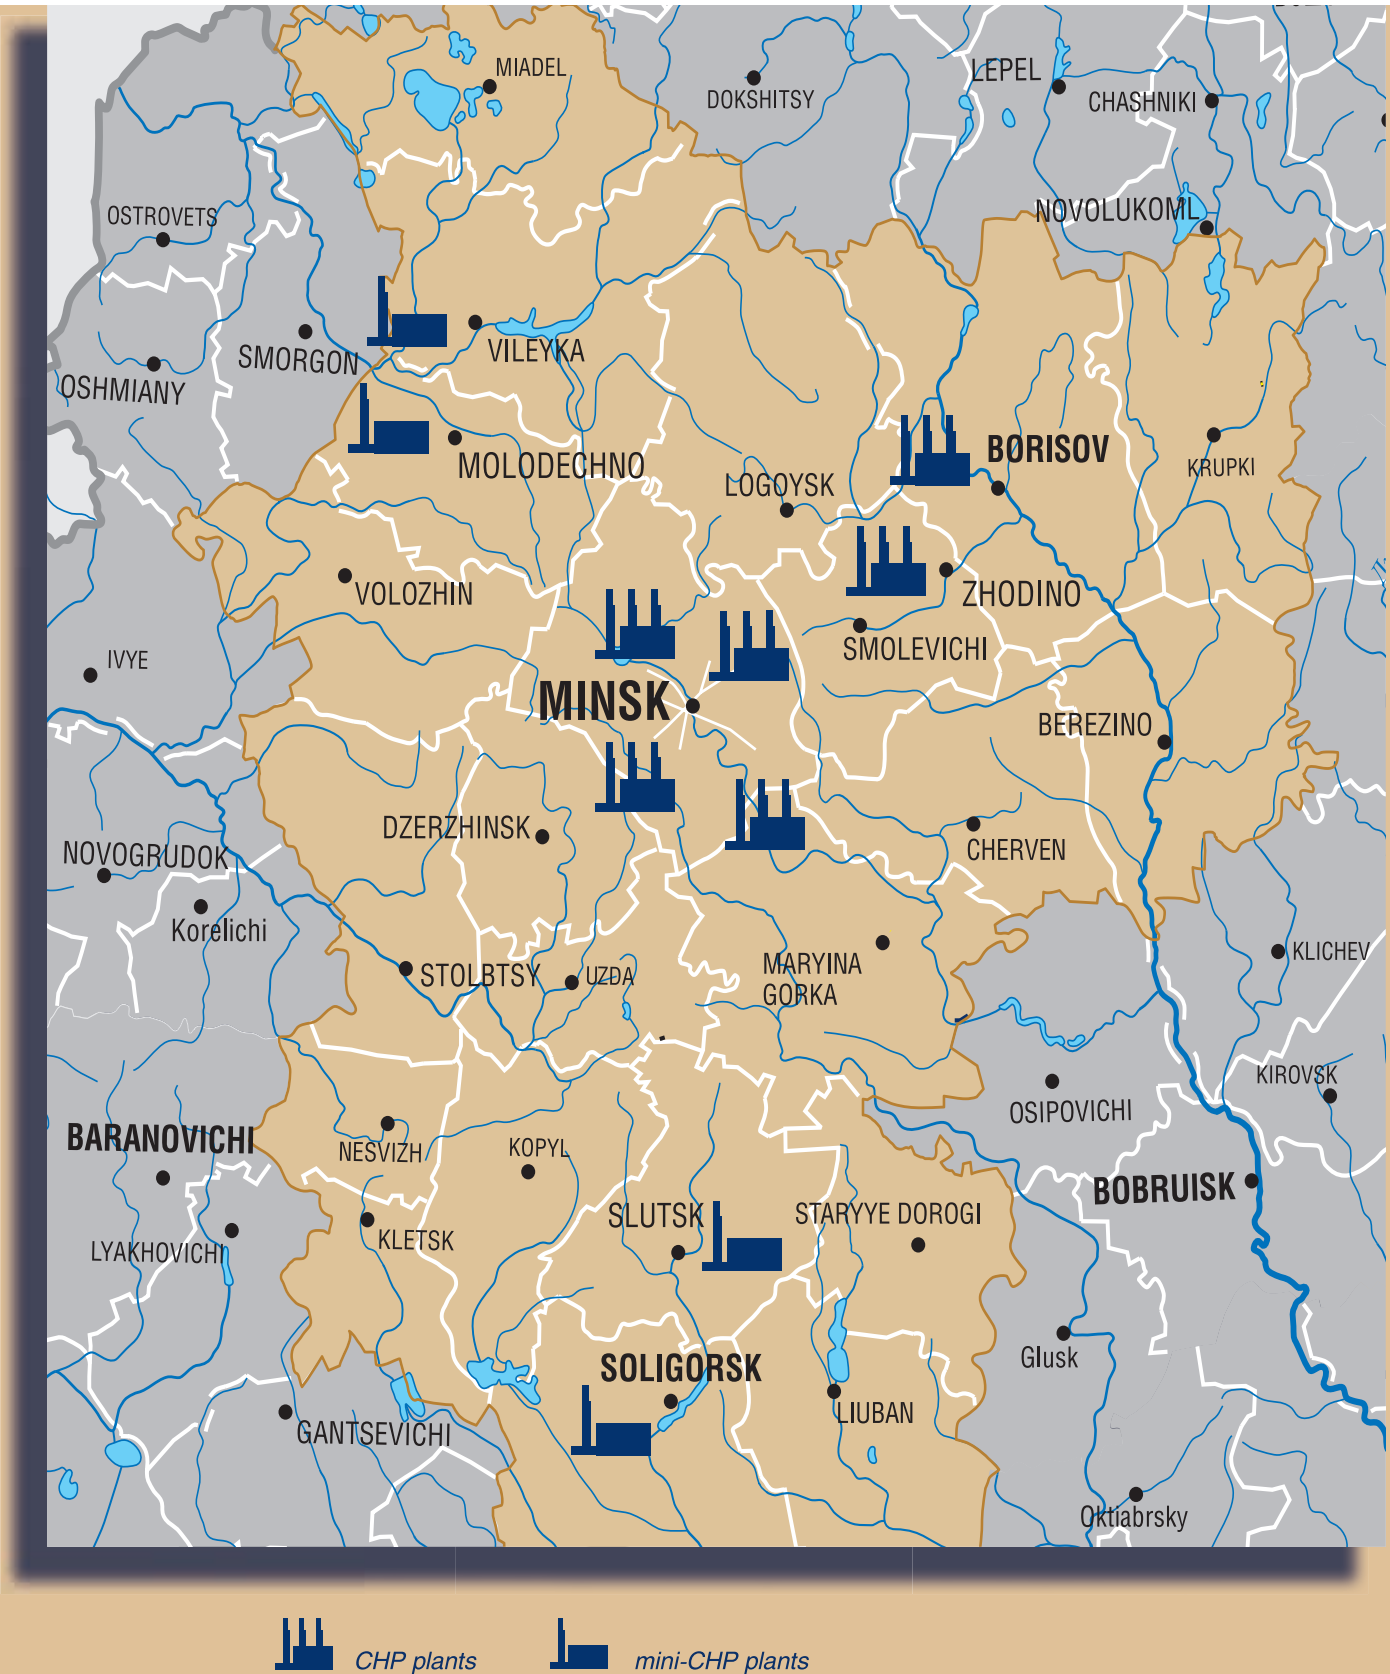 MIADEL
LEPEL
DOKSHITSY
CHASHNIKI
OSTROVETS
NOVOLUKOML
SMORGON
VILEYKA
OSHMIANY
MOLODECHNO
BORISOV
KRUPKI
LOGOYSK
VOLOZHIN
ZHODINO
SMOLEVICHI
IVYE
MINSK
BEREZINO
DZERZHINSK
NOVOGRUDOK
CHERVEN
Korelichi
KLICHEV
STOLBTSY
UZDA
MARYINA
GORKA
KIROVSK
OSIPOVICHI
BARANOVICHI
NESVIZH
KOPYL
BOBRUISK
SLUTSK
STARYYE DOROGI
KLETSK
LYAKHOVICHI
Glusk
SOLIGORSK
LIUBAN
GANTSEVICHI
Oktiabrsky
CHP plants
mini-CHP plants